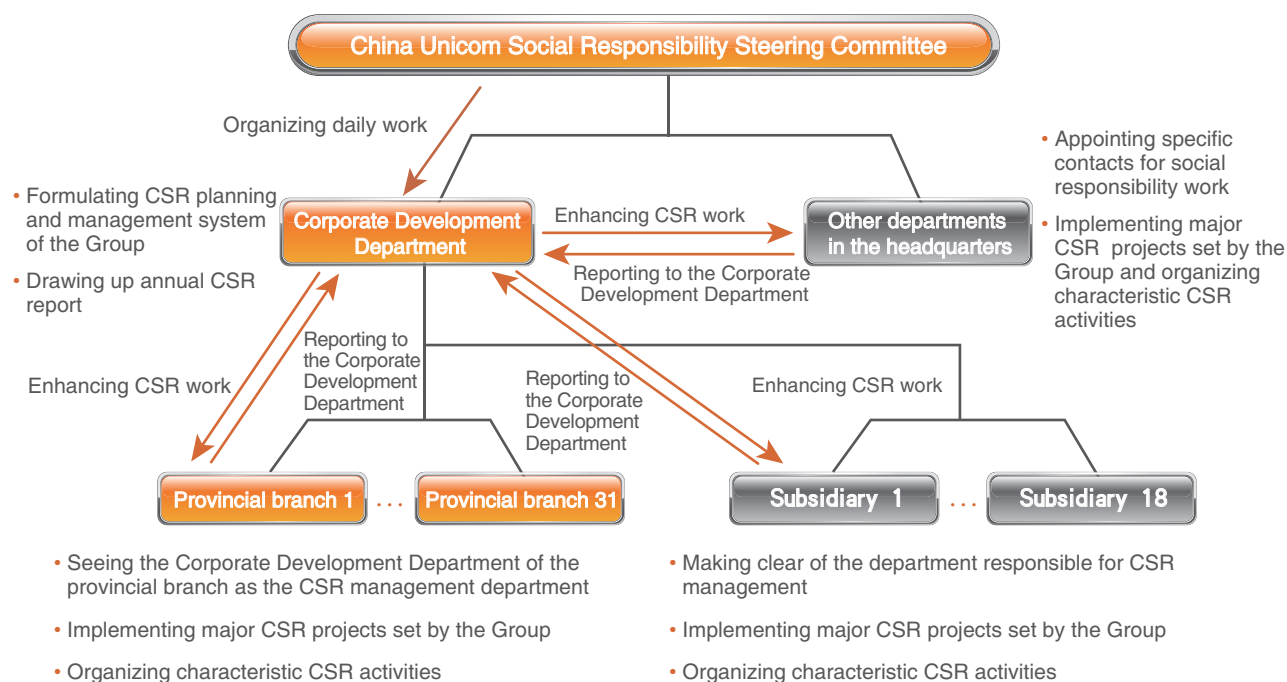 China Unicom Social Responsibility Steering Committee
Organizing daily work
• Formulating CSR planning
and management system
of the Group
• Drawing up annual CSR
report
Corporate Development
Department
Enhancing CSR work
Reporting to the Corporate
Development Department
Other departments
in the headquarters
• Appointing specific
contacts for social
responsibility work
• Implementing major
CSR projects set by the
Group and organizing
characteristic CSR
activities
Enhancing CSR work
Reporting to
the Corporate
Development
Department
Reporting to
the Corporate
Development
Department
Enhancing CSR work
Provincial branch 1
...
Provincial branch 31
Subsidiary 1
...
Subsidiary 18
• Seeing the Corporate Development Department of the
provincial branch as the CSR management department
• Implementing major CSR projects set by the Group
• Organizing characteristic CSR activities
• Making clear of the department responsible for CSR
management
• Implementing major CSR projects set by the Group
• Organizing characteristic CSR activities